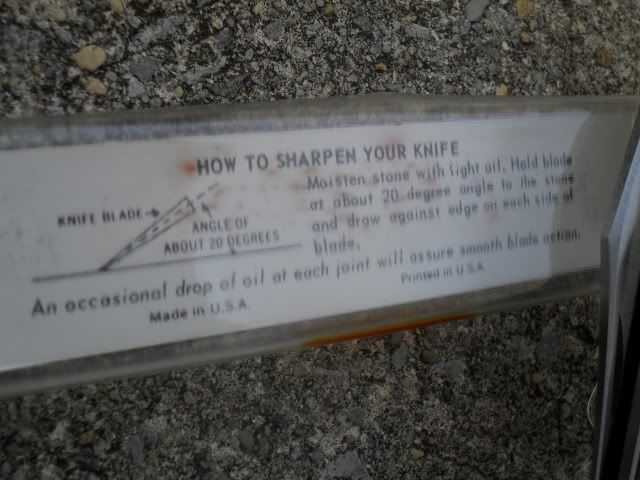 HOW TO SHARPEN YOUR KNIFE
KNIFE BLADE
ANGLE OF
ABOUT 20 DEGREES
Moisten stone with light oil. Hold blade
at about 20 degree angle to the stone
and draw against edge on each side of
blade.
An occasional drop of oil at each joint will assure smooth blade action.
Made in U.S.A.
Printed in U.S.A.